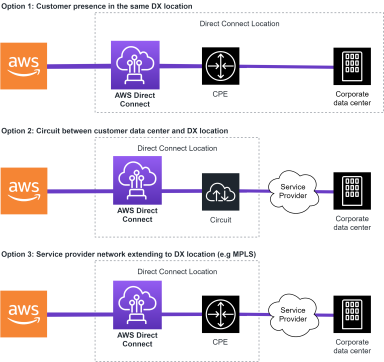 Option 1: Customer presence in the same DX location
Direct Connect Location
aws
AWS Direct
Connect
CPE
Corporate
data center
Option 2: Circuit between customer data center and DX location
Direct Connect Location
aws
AWS Direct
Connect
Circuit
Service
Provider
Corporate
data center
Option 3: Service provider network extending to DX location (e.g MPLS)
Direct Connect Location
aws
AWS Direct
Connect
CPE
Service
Provider
Corporate
data center